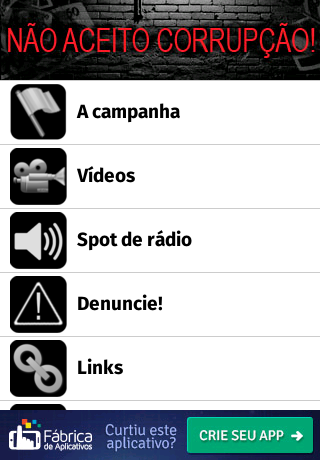 NÃO ACEITO CORRUPÇÃO!
A campanha
Vídeos
Spot de rádio
Denuncie!
Links
Fábrica
de Aplicativos
Curtiu este
aplicativo?
CRIE SEU APP